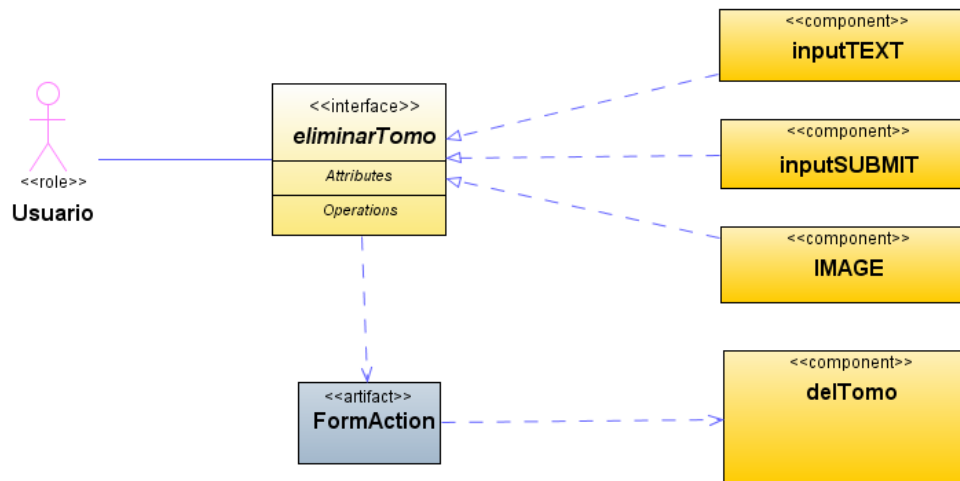 <<component>>
inputTEXT
<<interface>>
eliminarTomo
Attributes
Operations
<<role>>
Usuario
<<component>>
inputSUBMIT
<<component>>
IMAGE
<<artifact>>
FormAction
<<component>>
delTomo